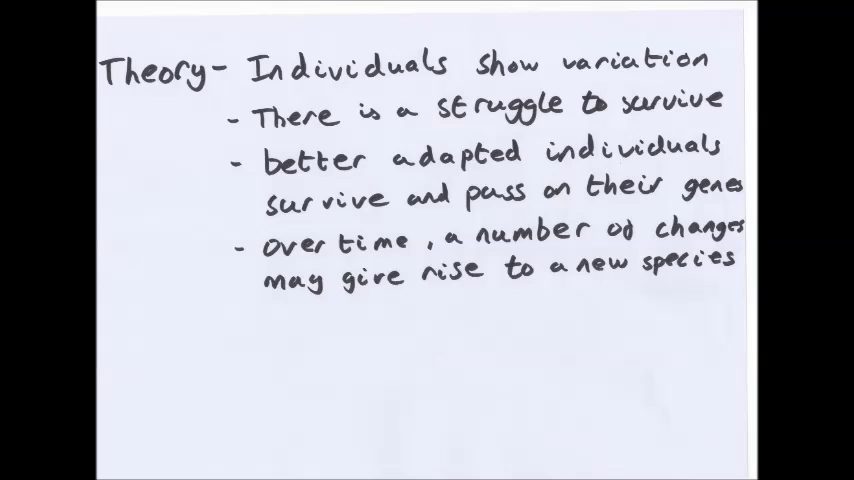 Theory - Individuals show variation
- There is a struggle to survive
- better adapted individuals
survive and pass on their genes
- over time, a number of changes
may give rise to a new species